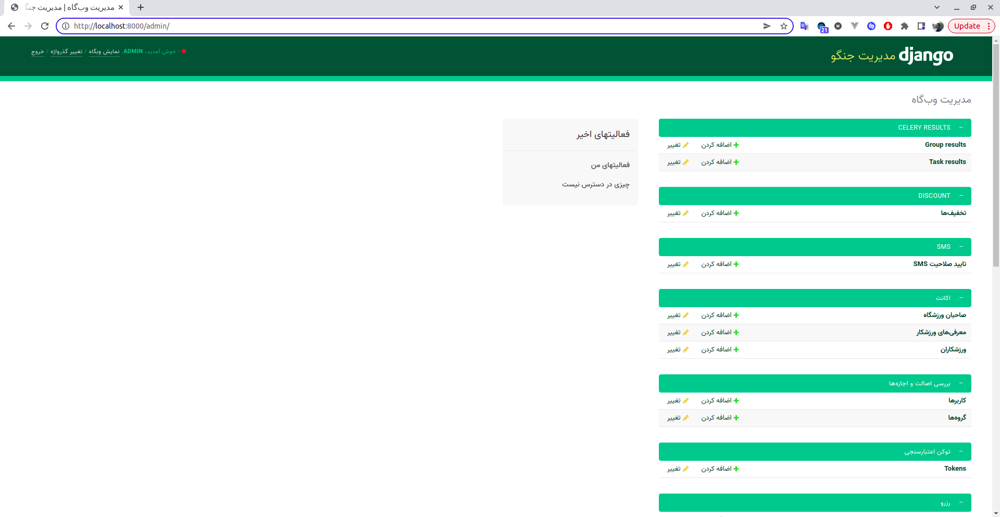 مدیریت وب‌گاه | مدیریت جنگ
http://localhost:8000/admin/
21
Update
django مدیریت جنگو
- خوش آمدید، ADMIN. نمایش وبگاه / تغییر گذرواژه / خروج
مدیریت وب‌گاه
CELERY RESULTS
Group results اضافه کردن تغییر
Task results اضافه کردن تغییر
DISCOUNT
تخفیف‌ها اضافه کردن تغییر
SMS
تایید صلاحیت SMS اضافه کردن تغییر
اکانت
صاحبان ورزشگاه اضافه کردن تغییر
معرفی‌های ورزشکار اضافه کردن تغییر
ورزشکاران اضافه کردن تغییر
بررسی اصالت و اجازه‌ها
کاربرها اضافه کردن تغییر
گروه‌ها اضافه کردن تغییر
توکن اعتبارسنجی
Tokens اضافه کردن تغییر
رزرو
فعالیتهای اخیر
فعالیتهای من
چیزی در دسترس نیست